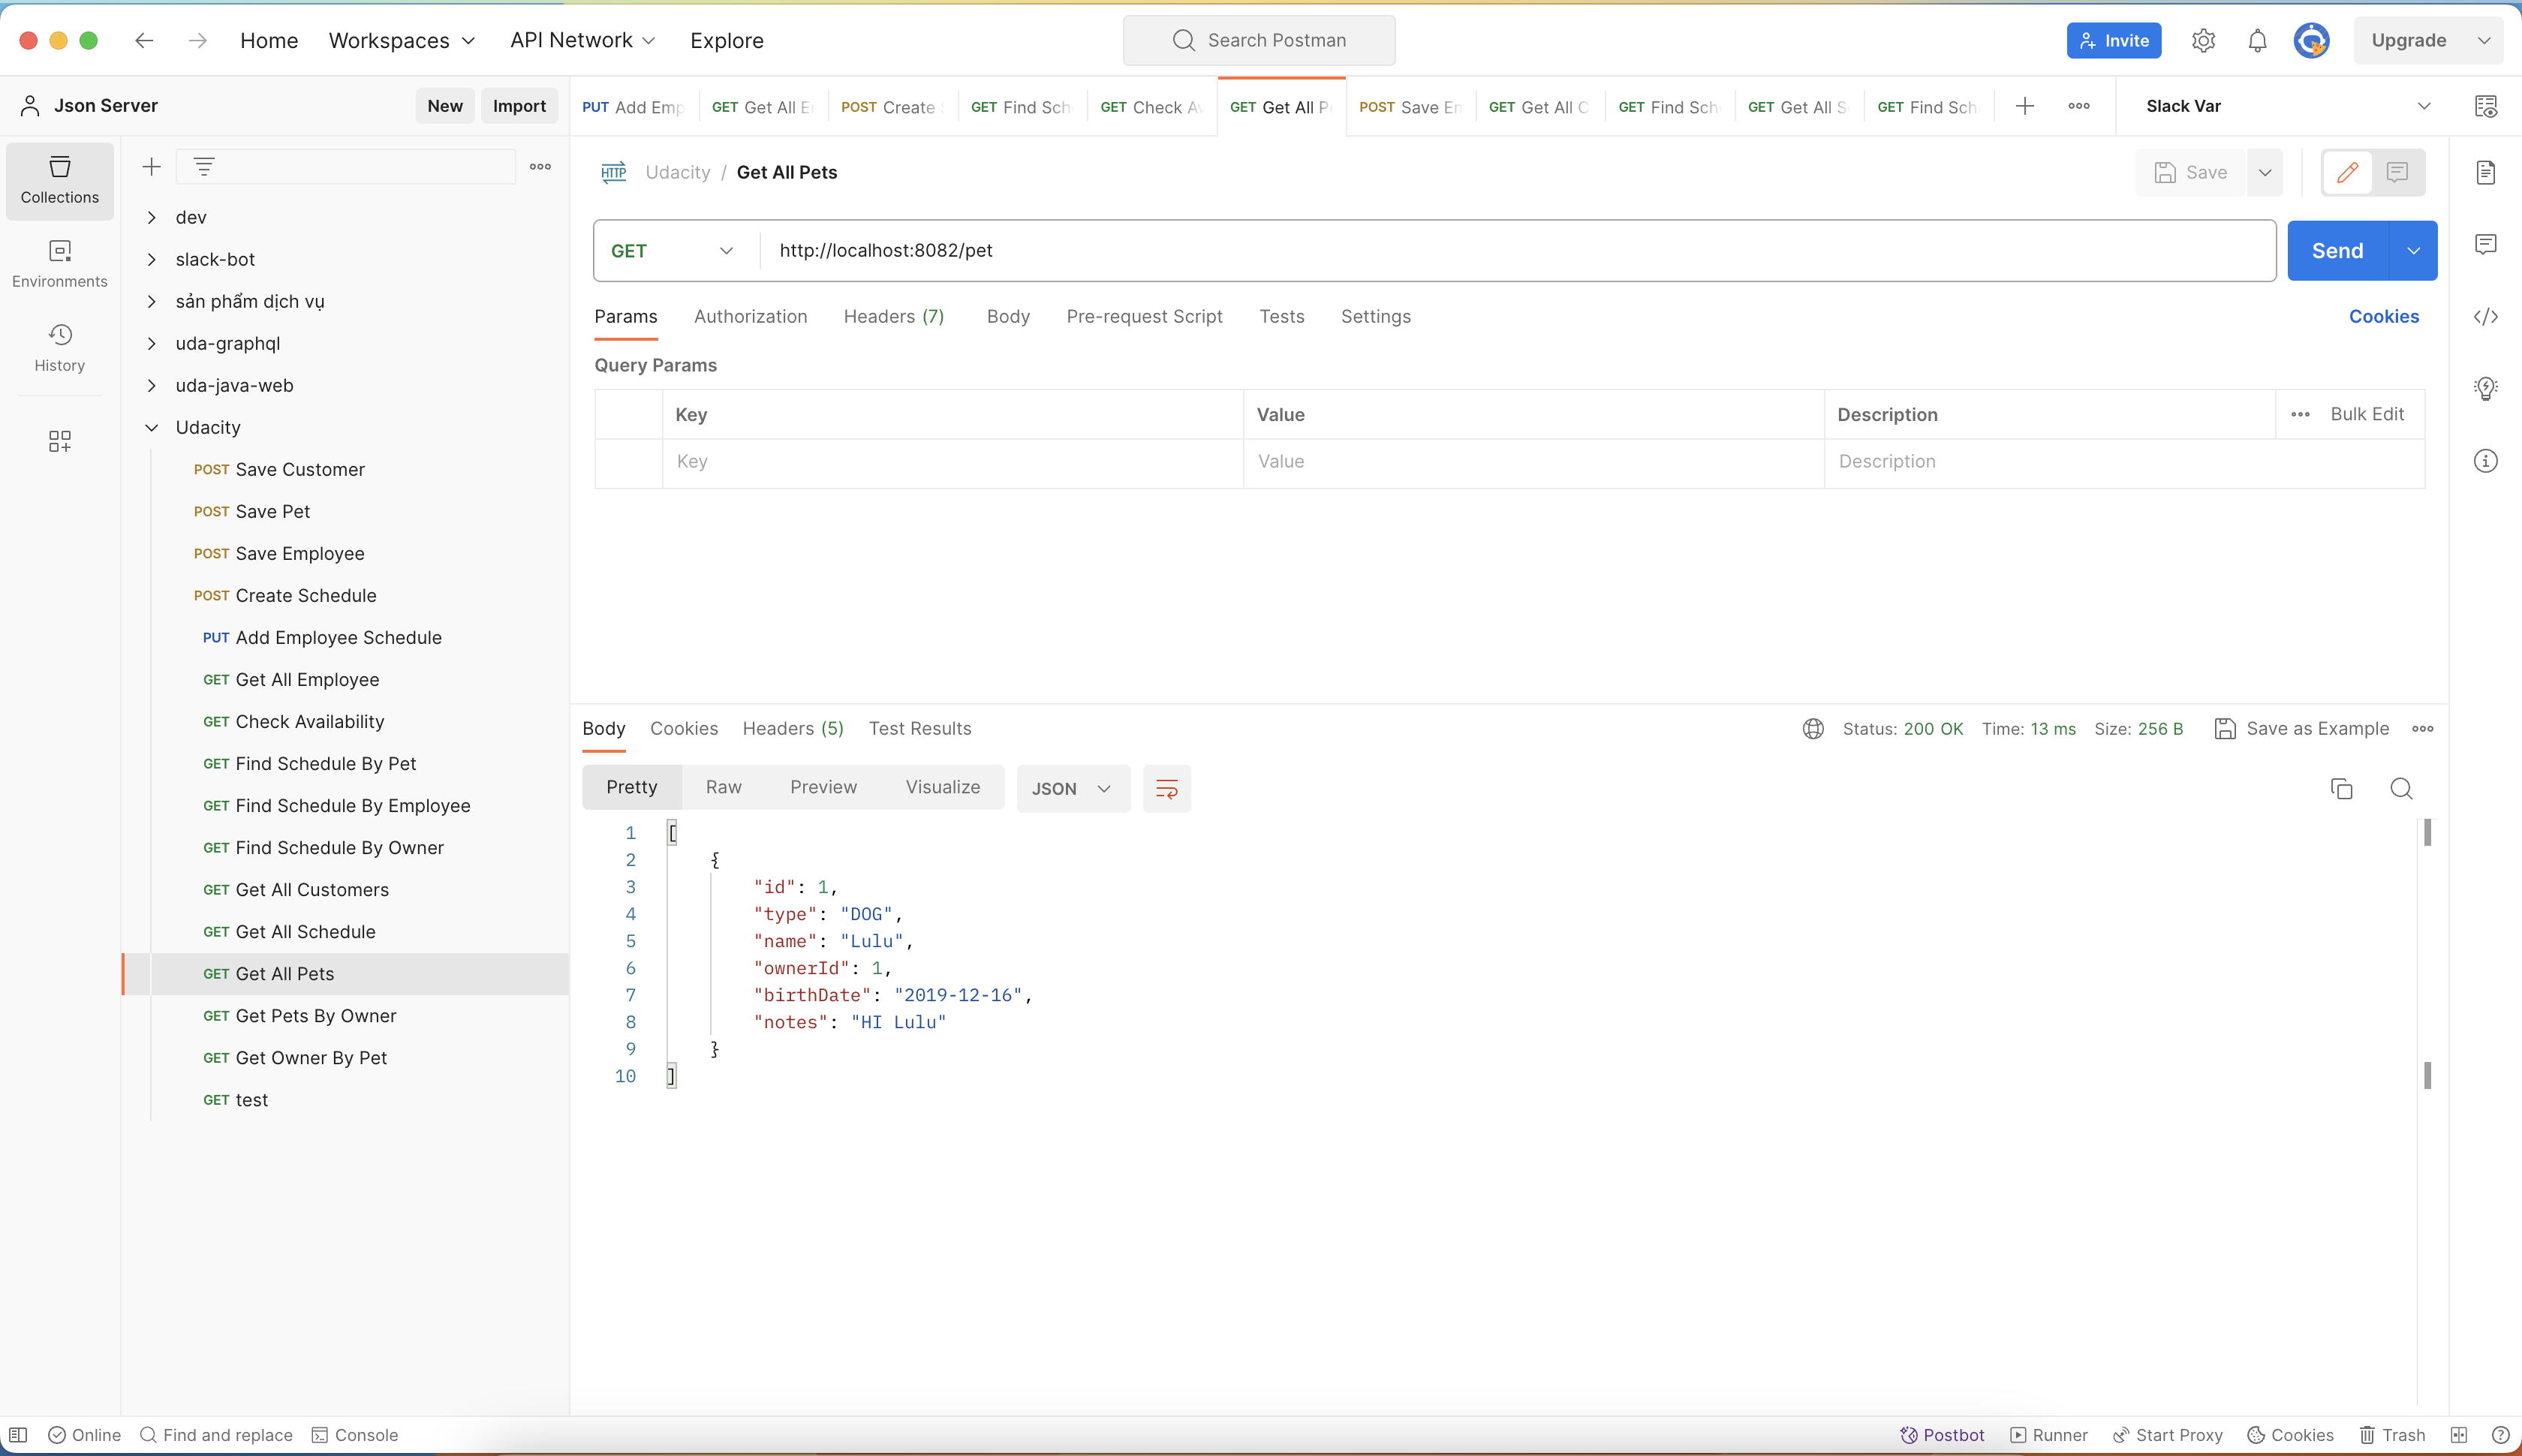 Home Workspaces API Network Explore Search Postman Invite Upgrade
Json Server New Import
PUT Add Emp GET Get All E POST Create GET Find Sch GET Check Av GET Get All P POST Save En GET Get All C GET Find Sch GET Get All S GET Find Sch Slack Var
Collections
Environments
History
dev
slack-bot
sản phẩm dịch vụ
uda-graphql
uda-java-web
Udacity
POST Save Customer
POST Save Pet
POST Save Employee
POST Create Schedule
PUT Add Employee Schedule
GET Get All Employee
GET Check Availability
GET Find Schedule By Pet
GET Find Schedule By Employee
GET Find Schedule By Owner
GET Get All Customers
GET Get All Schedule
GET Get All Pets
GET Get Pets By Owner
GET Get Owner By Pet
GET test
HTTP Udacity / Get All Pets Save
GET http://localhost:8082/pet Send
Params Authorization Headers (7) Body Pre-request Script Tests Settings Cookies
Query Params
Key Value Description Bulk Edit
Key Value Description
Body Cookies Headers (5) Test Results Status: 200 OK Time: 13 ms Size: 256 B Save as Example
Pretty Raw Preview Visualize JSON
1 [
2 {
3 "id": 1,
4 "type": "DOG",
5 "name": "Lulu",
6 "ownerId": 1,
7 "birthDate": "2019-12-16",
8 "notes": "HI Lulu"
9 }
10 ]
Online Find and replace Console Postbot Runner Start Proxy Cookies Trash